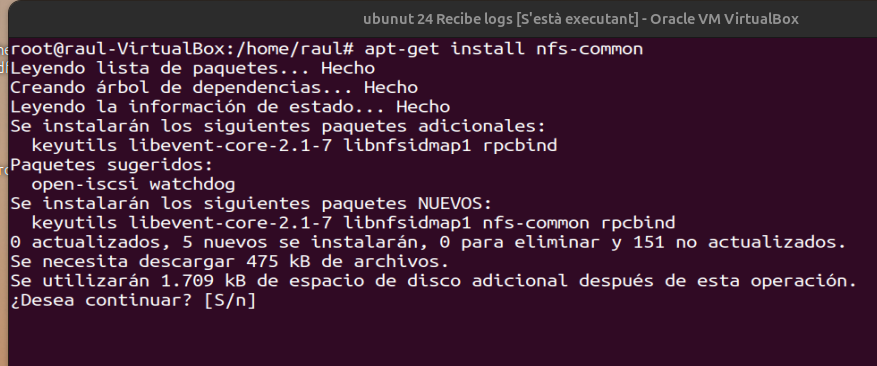 ubunut 24 Recibe logs [S'està executant] - Oracle VM VirtualBox
root@raul-VirtualBox:/home/raul# apt-get install nfs-common
Leyendo lista de paquetes... Hecho
Creando árbol de dependencias... Hecho
Leyendo la información de estado... Hecho
Se instalarán los siguientes paquetes adicionales:
  keyutils libevent-core-2.1-7 libnfsidmap1 rpcbind
Paquetes sugeridos:
  open-iscsi watchdog
Se instalarán los siguientes paquetes NUEVOS:
  keyutils libevent-core-2.1-7 libnfsidmap1 nfs-common rpcbind
0 actualizados, 5 nuevos se instalarán, 0 para eliminar y 151 no actualizados.
Se necesita descargar 475 kB de archivos.
Se utilizarán 1.709 kB de espacio de disco adicional después de esta operación.
¿Desea continuar? [S/n]